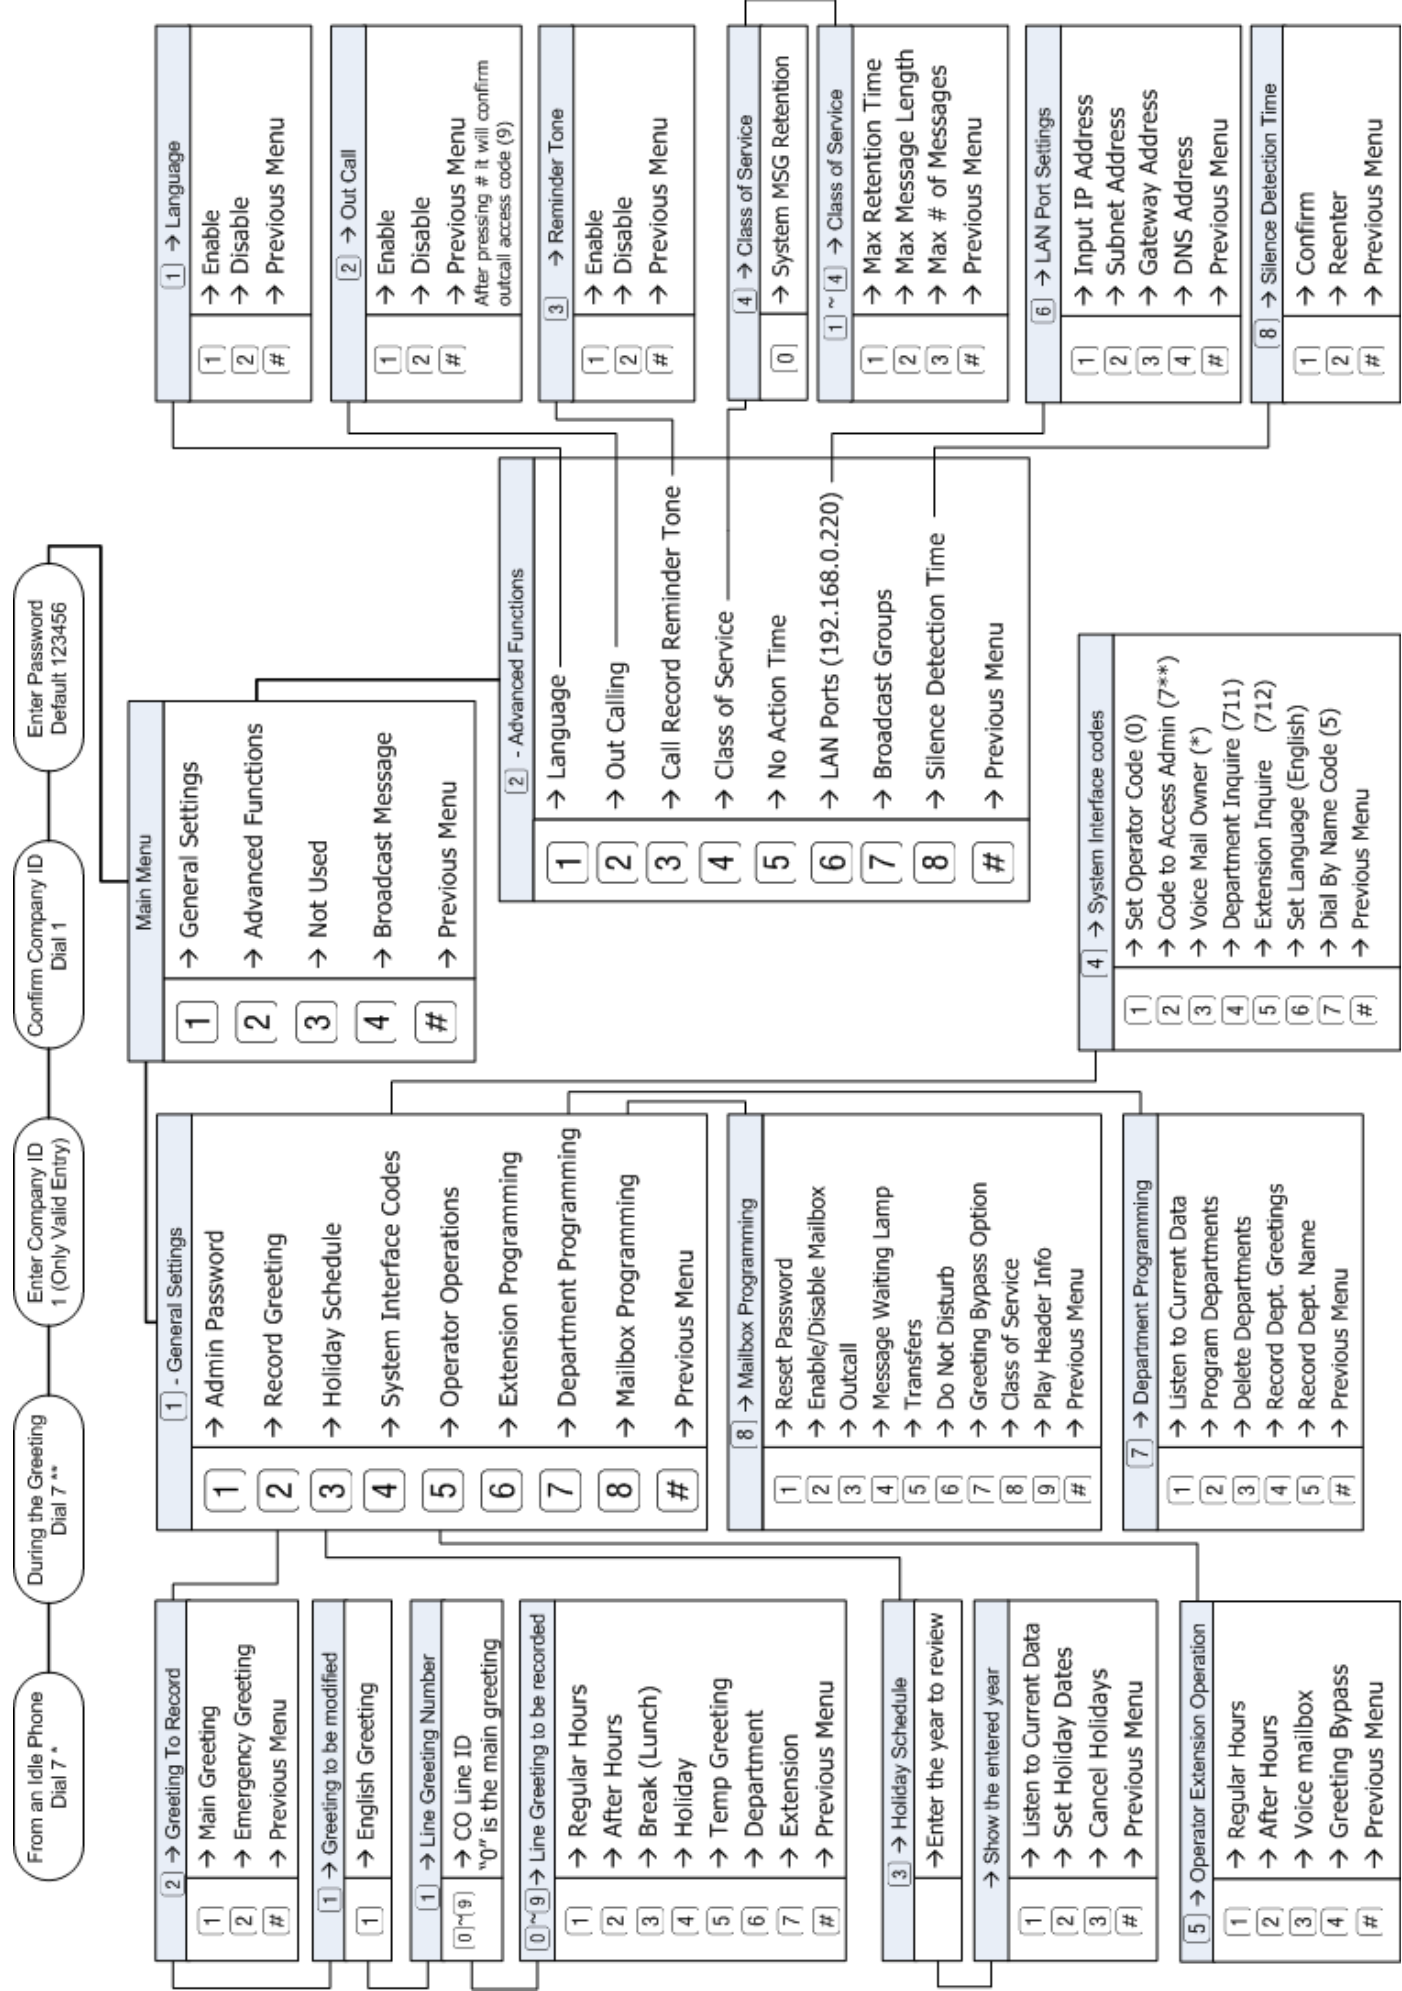 From an Idle Phone
Dial 7 *
During the Greeting
Dial 7 **
Enter Company ID
1 (Only Valid Entry)
Confirm Company ID
Dial 1
Enter Password
Default 123456
Main Menu
1 → General Settings
2 → Advanced Functions
3 → Not Used
4 → Broadcast Message
# → Previous Menu
1 - General Settings
1 → Admin Password
2 → Record Greeting
3 → Holiday Schedule
4 → System Interface Codes
5 → Operator Operations
6 → Extension Programming
7 → Department Programming
8 → Mailbox Programming
# → Previous Menu
2 → Greeting To Record
1 → Main Greeting
2 → Emergency Greeting
# → Previous Menu
1 → Greeting to be modified
1 → English Greeting
1 → Line Greeting Number
0~9 → CO Line ID
"0" is the main greeting
0~9 → Line Greeting to be recorded
1 → Regular Hours
2 → After Hours
3 → Break (Lunch)
4 → Holiday
5 → Temp Greeting
6 → Department
7 → Extension
# → Previous Menu
3 → Holiday Schedule
→Enter the year to review
→ Show the entered year
1 → Listen to Current Data
2 → Set Holiday Dates
3 → Cancel Holidays
# → Previous Menu
5 → Operator Extension Operation
1 → Regular Hours
2 → After Hours
3 → Voice mailbox
4 → Greeting Bypass
# → Previous Menu
8 → Mailbox Programming
1 → Reset Password
2 → Enable/Disable Mailbox
3 → Outcall
4 → Message Waiting Lamp
5 → Transfers
6 → Do Not Disturb
7 → Greeting Bypass Option
8 → Class of Service
9 → Play Header Info
# → Previous Menu
7 → Department Programming
1 → Listen to Current Data
2 → Program Departments
3 → Delete Departments
4 → Record Dept. Greetings
5 → Record Dept. Name
# → Previous Menu
4 → System Interface codes
1 → Set Operator Code (0)
2 → Code to Access Admin (7**)
3 → Voice Mail Owner (*)
4 → Department Inquire (711)
5 → Extension Inquire (712)
6 → Set Language (English)
7 → Dial By Name Code (5)
# → Previous Menu
2 - Advanced Functions
1 → Language
2 → Out Calling
3 → Call Record Reminder Tone
4 → Class of Service
5 → No Action Time
6 → LAN Ports (192.168.0.220)
7 → Broadcast Groups
8 → Silence Detection Time
# → Previous Menu
1 → Language
1 → Enable
2 → Disable
# → Previous Menu
2 → Out Call
1 → Enable
2 → Disable
# → Previous Menu
After pressing # it will confirm
outcall access code (9)
3 → Reminder Tone
1 → Enable
2 → Disable
# → Previous Menu
4 → Class of Service
0 → System MSG Retention
1 ~ 4 → Class of Service
1 → Max Retention Time
2 → Max Message Length
3 → Max # of Messages
# → Previous Menu
6 → LAN Port Settings
1 → Input IP Address
2 → Subnet Address
3 → Gateway Address
4 → DNS Address
# → Previous Menu
8 → Silence Detection Time
1 → Confirm
2 → Reenter
# → Previous Menu